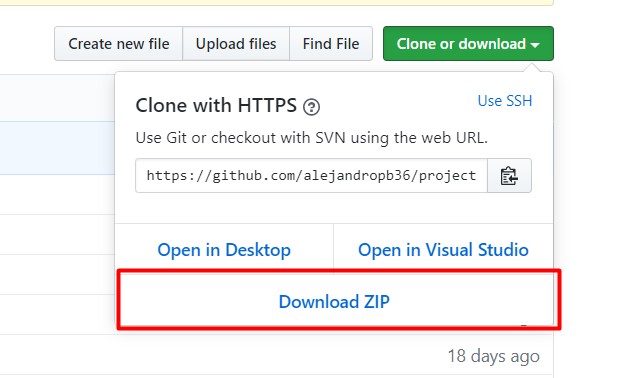 Create new file Upload files Find File Clone or download
Clone with HTTPS Use SSH
Use Git or checkout with SVN using the web URL.
https://github.com/alejandropb36/project
Open in Desktop Open in Visual Studio
Download ZIP
18 days ago